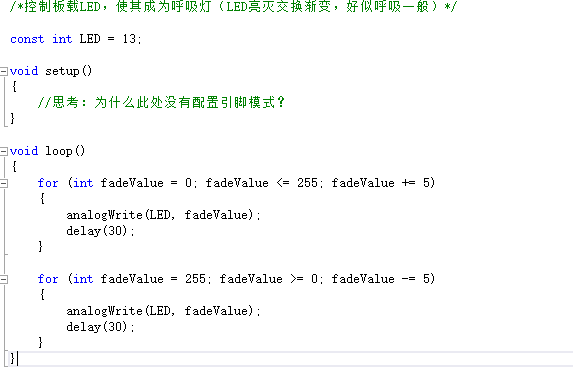 /*控制板载LED，使其成为呼吸灯（LED亮灭交换渐变，好似呼吸一般）*/
const int LED = 13;
void setup()
{
//思考：为什么此处没有配置引脚模式？
}
void loop()
{
for (int fadeValue = 0; fadeValue <= 255; fadeValue += 5)
{
analogWrite(LED, fadeValue);
delay(30);
}
for (int fadeValue = 255; fadeValue >= 0; fadeValue -= 5)
{
analogWrite(LED, fadeValue);
delay(30);
}
}